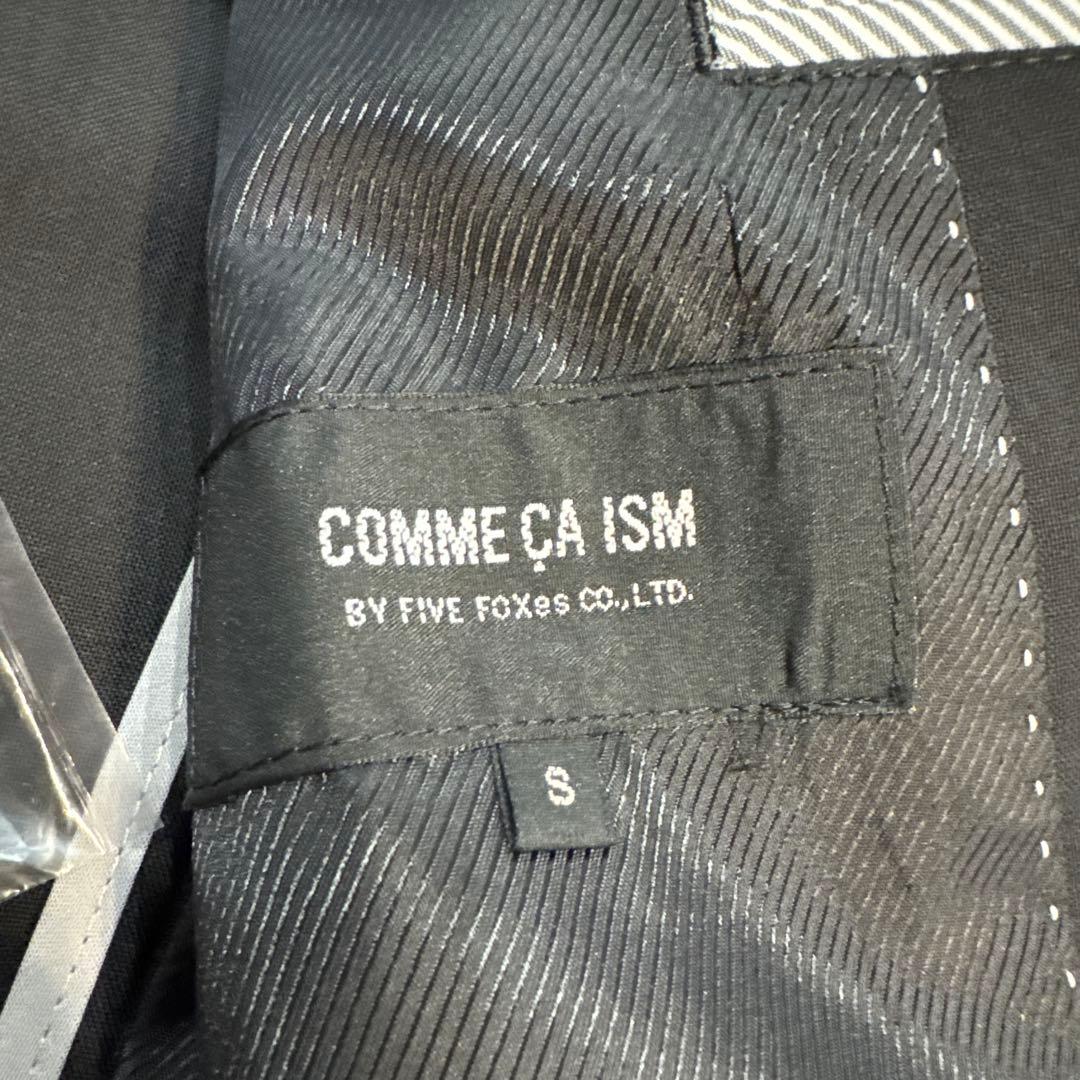 COMME ÇA ISM
BY FIVE FOXes CO.,LTD.
S